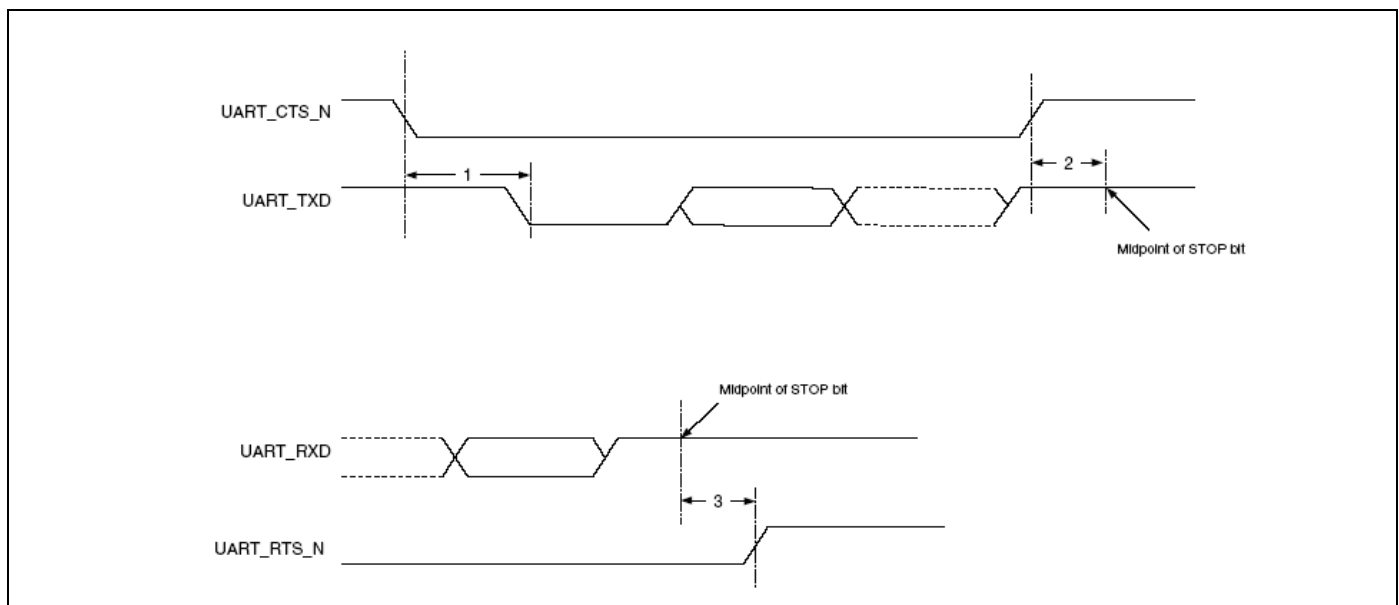 UART_CTS_N
1
2
UART_TXD
Midpoint of STOP bit
Midpoint of STOP bit
UART_RXD
3
UART_RTS_N